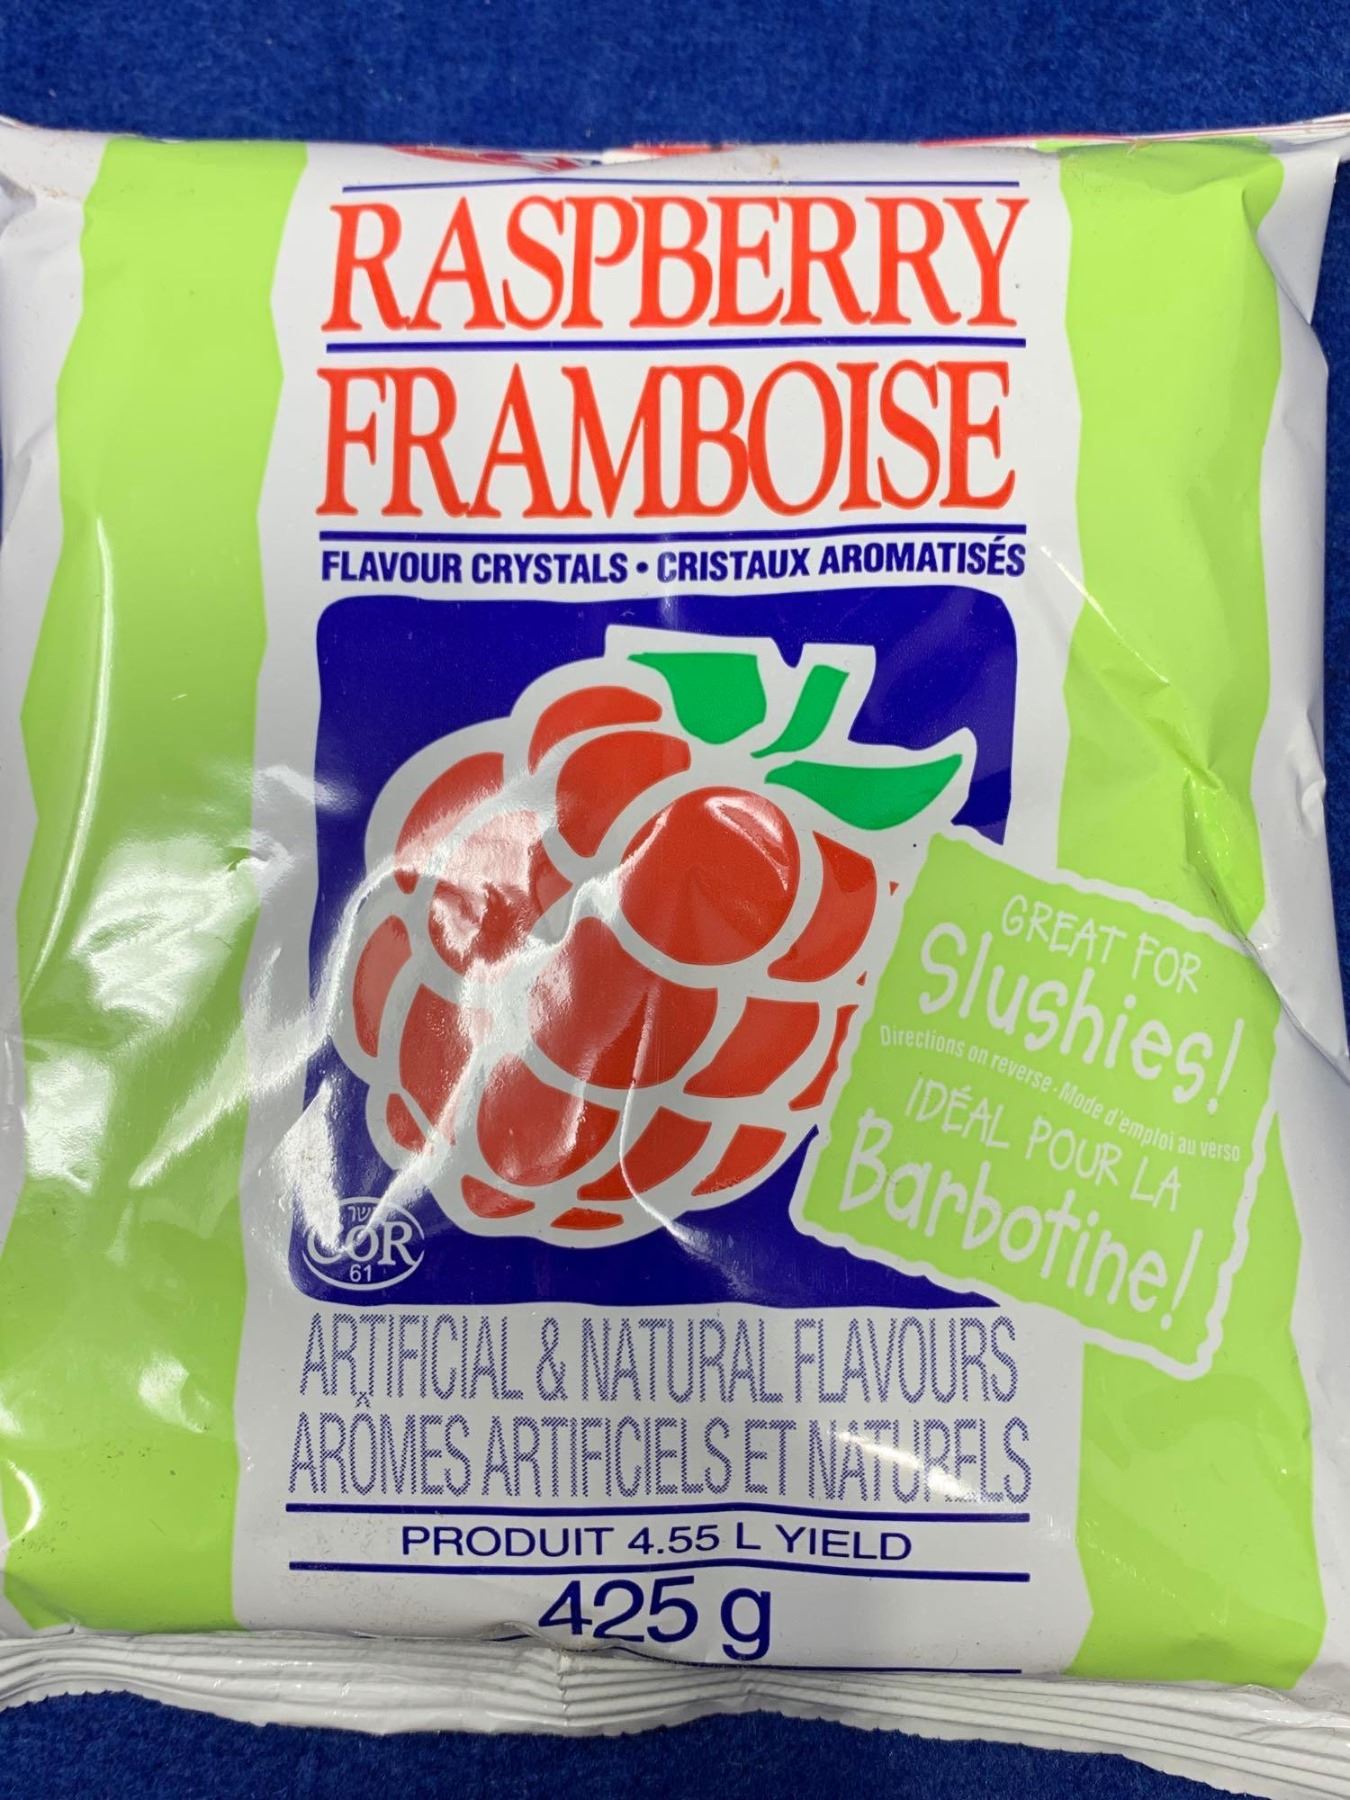 RASPBERRY
FRAMBOISE
FLAVOUR CRYSTALS • CRISTAUX AROMATISÉS
GREAT FOR
Slushies!
Directions on reverse - Mode d'emploi au verso
IDÉAL POUR LA
Barbotine!
COR
61
ARTIFICIAL & NATURAL FLAVOURS
ARÔMES ARTIFICIELS ET NATURELS
PRODUIT 4.55 L YIELD
425 g